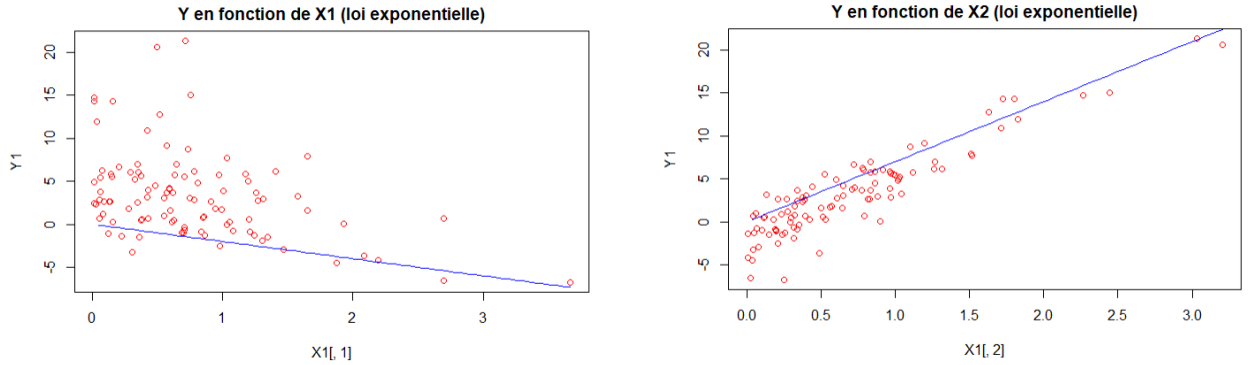 Y en fonction de X1 (loi exponentielle)
Y1
20
15
10
5
0
-5
0 1 2 3
X1[, 1]
Y en fonction de X2 (loi exponentielle)
Y1
20
15
10
5
0
-5
0.0 0.5 1.0 1.5 2.0 2.5 3.0
X1[, 2]